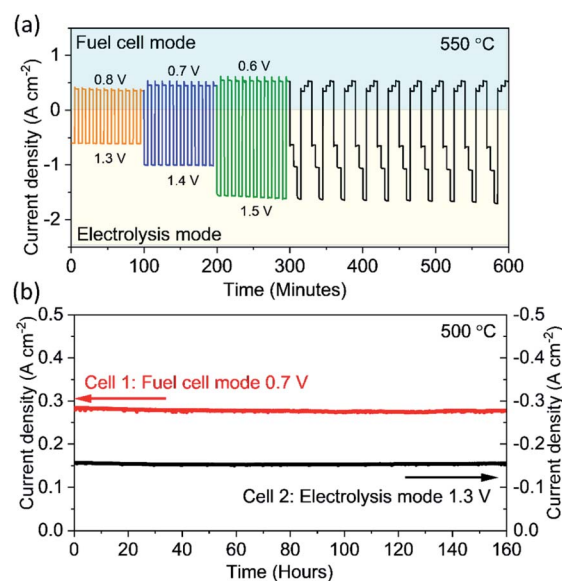 (a)
Fuel cell mode
550 °C
0.8 V
0.7 V
0.6 V
1.3 V
1.4 V
1.5 V
Electrolysis mode
Current density (A cm⁻²)
1
0
-1
-2
0 100 200 300 400 500 600
Time (Minutes)
(b)
500 °C
Cell 1: Fuel cell mode 0.7 V
Cell 2: Electrolysis mode 1.3 V
Current density (A cm⁻²)
0.5
0.4
0.3
0.2
0.1
0.0
-0.5
-0.4
-0.3
-0.2
-0.1
0.0
Current density (A cm⁻²)
0 20 40 60 80 100 120 140 160
Time (Hours)